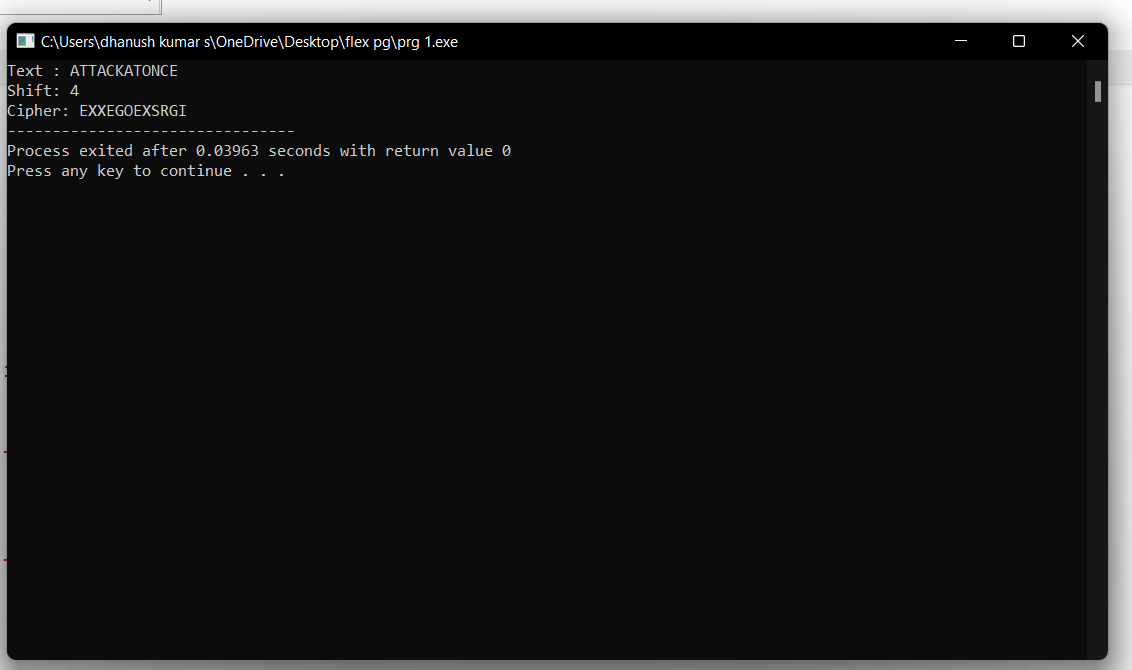 C:\Users\dhanush kumar s\OneDrive\Desktop\flex pg\prg 1.exe
Text : ATTACKATONCE
Shift: 4
Cipher: EXXEGOEXSRGI
--------------------------------
Process exited after 0.03963 seconds with return value 0
Press any key to continue . . .